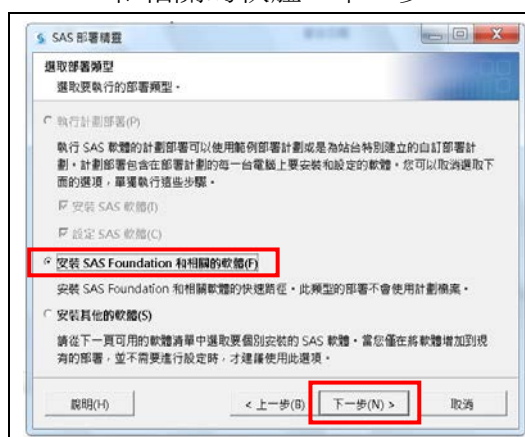 SAS 部署精靈
選取部署類型
選取要執行的部署類型。
執行計劃部署(P)
執行 SAS 軟體的計劃部署可以使用範例部署計劃或是為站台特別建立的自訂部署計
劃。計劃部署包含在部署計劃的每一台電腦上要安裝和設定的軟體。您可以取消選取下
面的選項，單獨執行這些步驟。
安裝 SAS 軟體(I)
設定 SAS 軟體(C)
安裝 SAS Foundation 和相關的軟體(F)
安裝 SAS Foundation 和相關軟體的快速路徑。此類型的部署不會使用計劃檔案。
安裝其他的軟體(S)
請從下一頁可用的軟體清單中選取要個別安裝的 SAS 軟體。當您僅在將軟體增加到現
有的部署，並不需要進行設定時，才建議使用此選項。
說明(H)
< 上一步(B)
下一步(N) >
取消